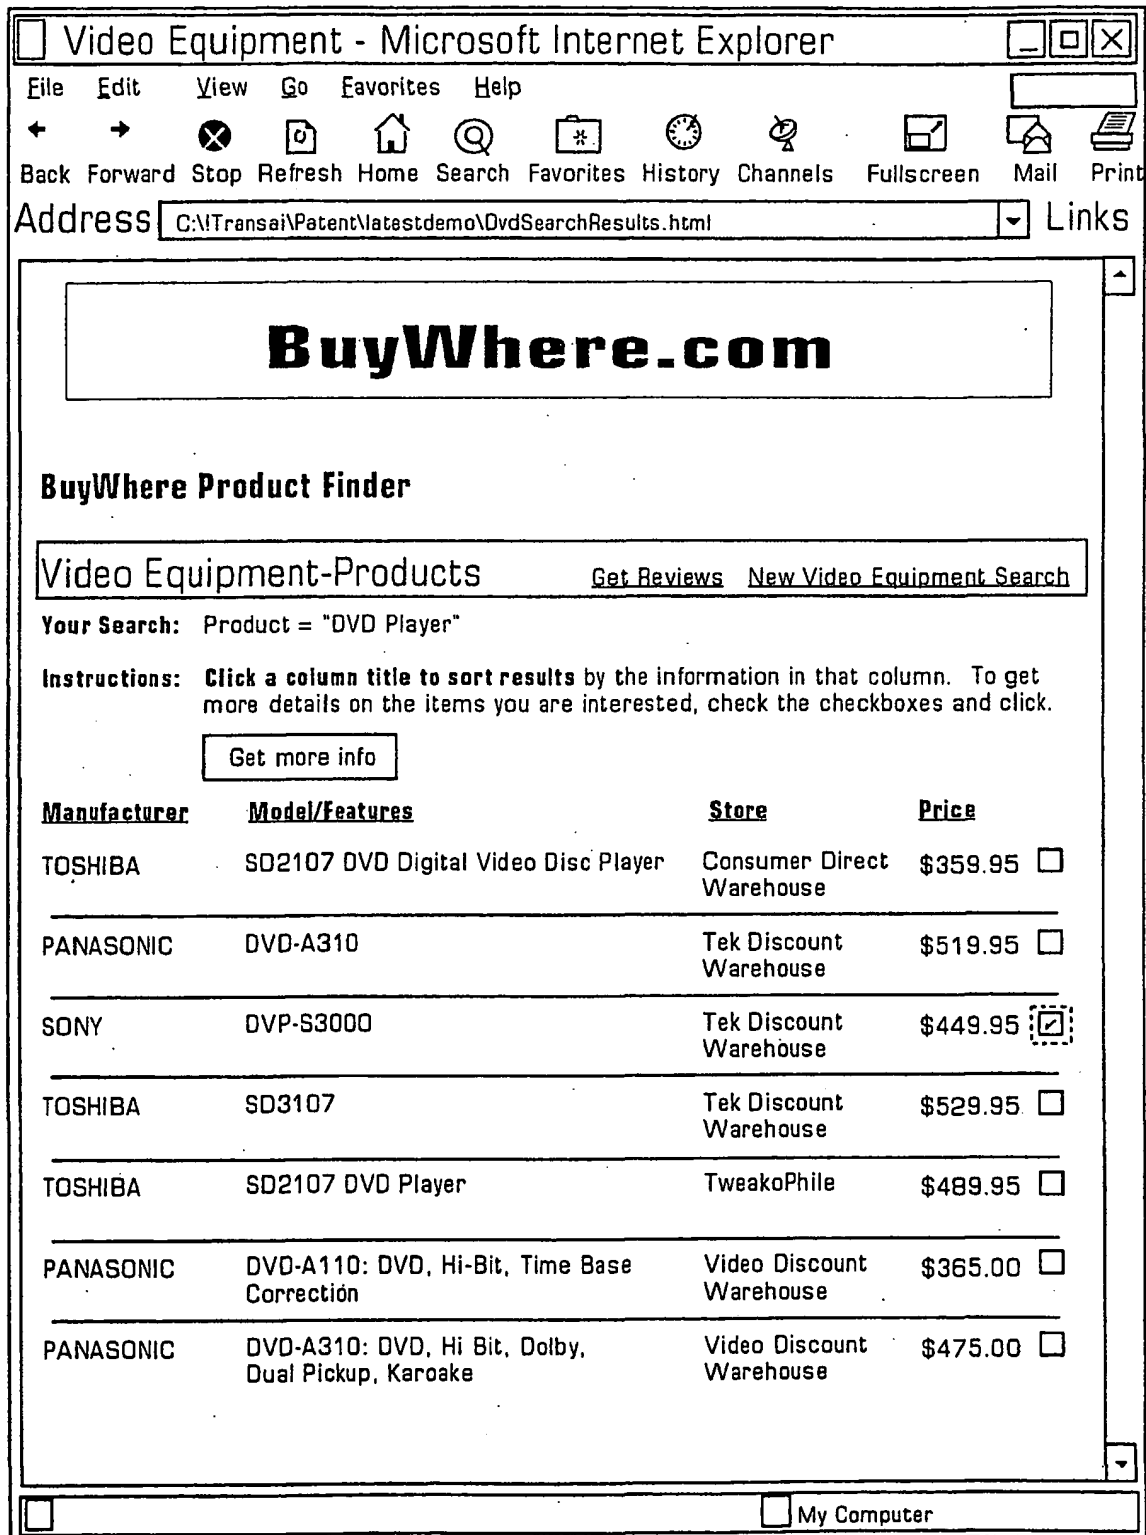 Video Equipment - Microsoft Internet Explorer
File Edit View Go Favorites Help
Back Forward Stop Refresh Home Search Favorites History Channels Fullscreen Mail Print
Address C:\!Transai\Patent\latestdemo\DvdSearchResults.html Links
BuyWhere.com
BuyWhere Product Finder
Video Equipment-Products Get Reviews New Video Equipment Search
Your Search: Product = "DVD Player"
Instructions: Click a column title to sort results by the information in that column. To get
more details on the items you are interested, check the checkboxes and click.
Get more info
Manufacturer Model/Features Store Price
TOSHIBA SD2107 DVD Digital Video Disc Player Consumer Direct $359.95
Warehouse
PANASONIC DVD-A310 Tek Discount $519.95
Warehouse
SONY DVP-S3000 Tek Discount $449.95
Warehouse
TOSHIBA SD3107 Tek Discount $529.95
Warehouse
TOSHIBA SD2107 DVD Player TweakoPhile $489.95
PANASONIC DVD-A110: DVD, Hi-Bit, Time Base Video Discount $365.00
Correction Warehouse
PANASONIC DVD-A310: DVD, Hi Bit, Dolby, Video Discount $475.00
Dual Pickup, Karoake Warehouse
My Computer